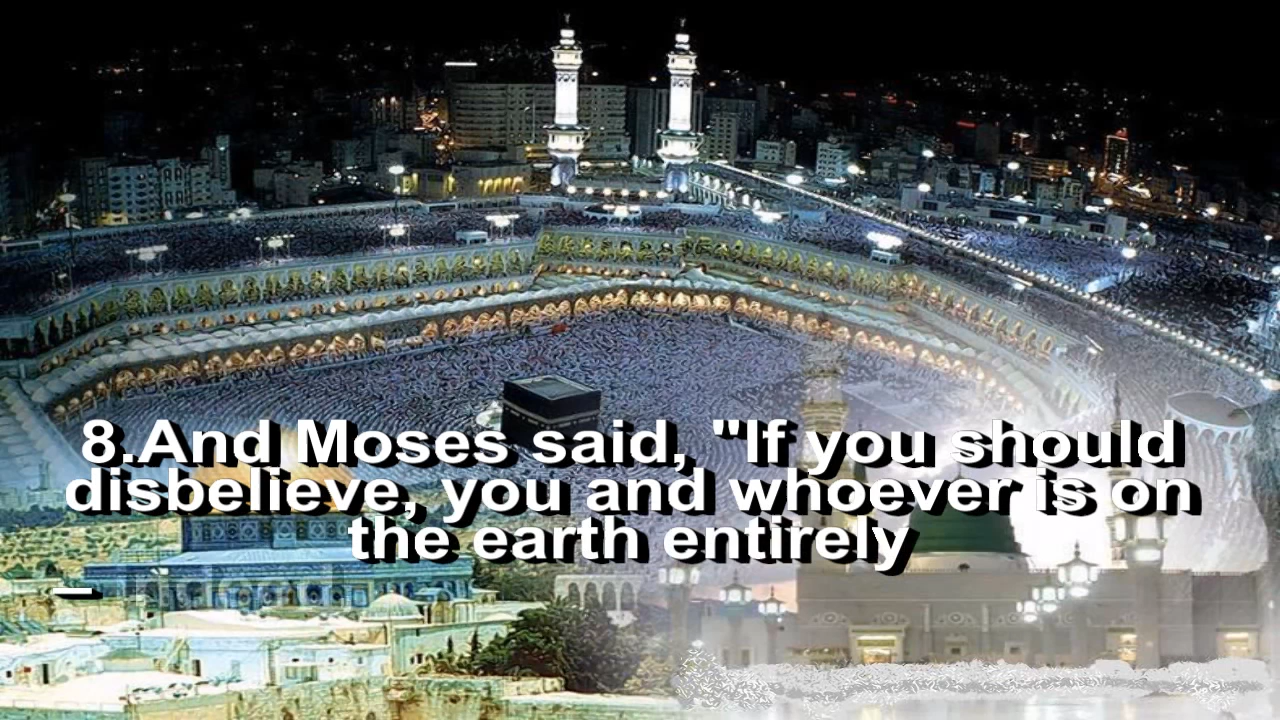 8.And Moses said, "If you should
disbelieve, you and whoever is on
the earth entirely
–